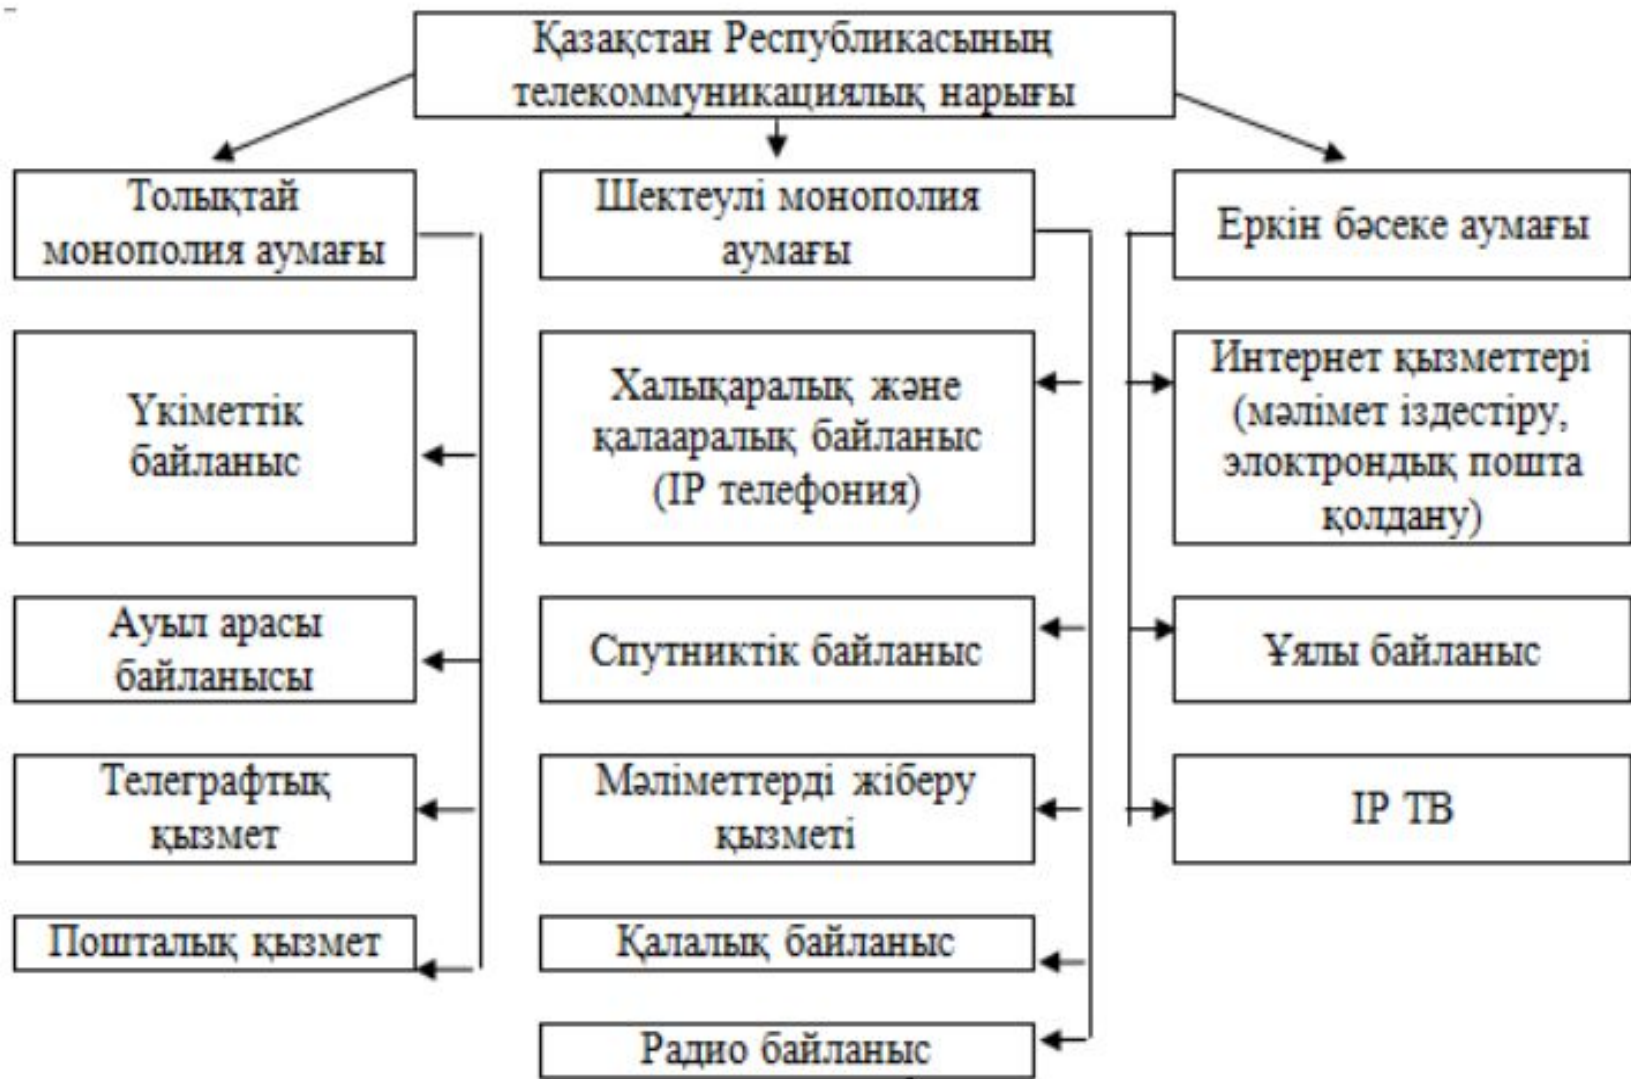 Қазақстан Республикасының
телекоммуникациялық нарығы
Толықтай
монополия аумағы
Үкіметтік
байланыс
Ауыл арасы
байланысы
Телеграфтық
қызмет
Пошталық қызмет
Шектеулі монополия
аумағы
Халықаралық және
қалааралық байланыс
(IP телефония)
Спутниктік байланыс
Мәліметтерді жіберу
қызметі
Қалалық байланыс
Радио байланыс
Еркін бәсеке аумағы
Интернет қызметтері
(мәлімет іздестіру,
элоктрондық пошта
қолдану)
Ұялы байланыс
IP ТВ